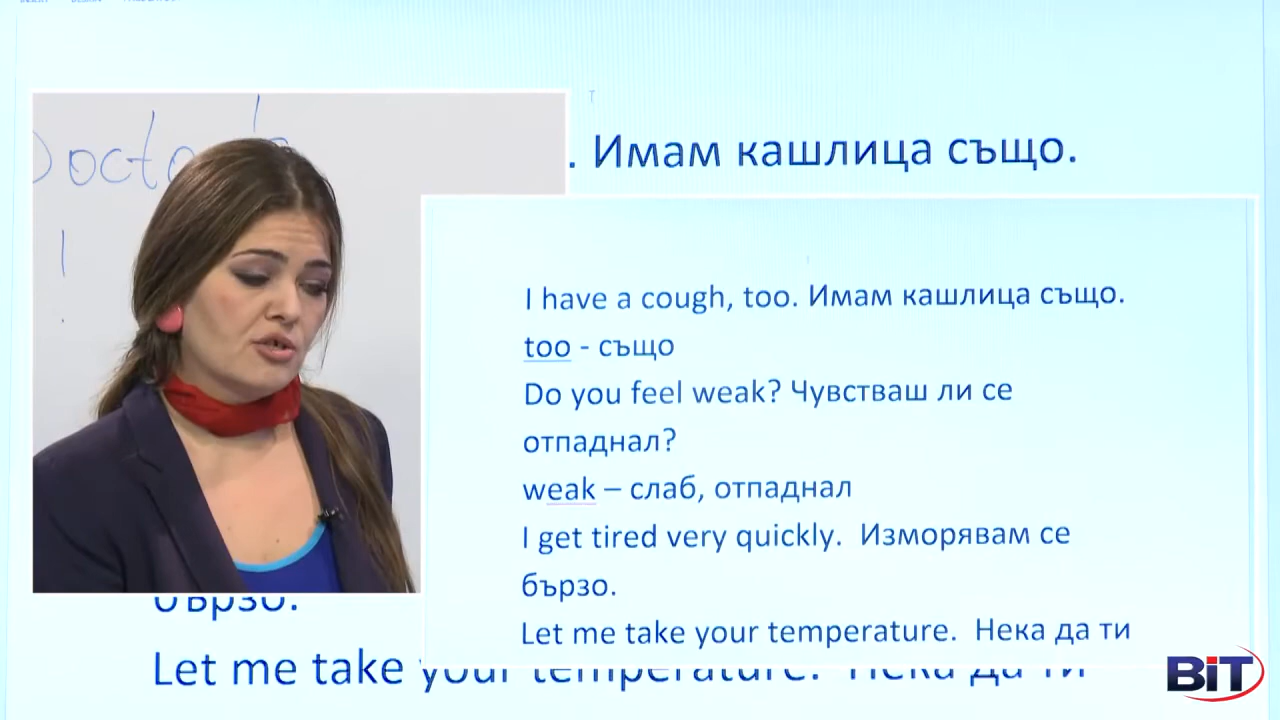 . Имам кашлица също.
I have a cough, too. Имам кашлица също.
too - също
Do you feel weak? Чувстваш ли се
отпаднал?
weak – слаб, отпаднал
I get tired very quickly. Изморявам се
бързо.
Let me take your temperature. Нека да ти
бързо.
Let me take your temperature. Нека да ти
BiT